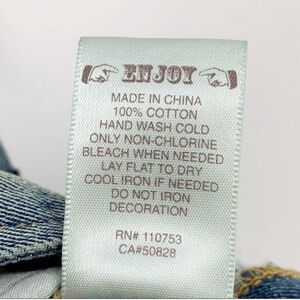 ENJOY
MADE IN CHINA
100% COTTON
HAND WASH COLD
ONLY NON-CHLORINE
BLEACH WHEN NEEDED
LAY FLAT TO DRY
COOL IRON IF NEEDED
DO NOT IRON
DECORATION
RN# 110753
CA#50828